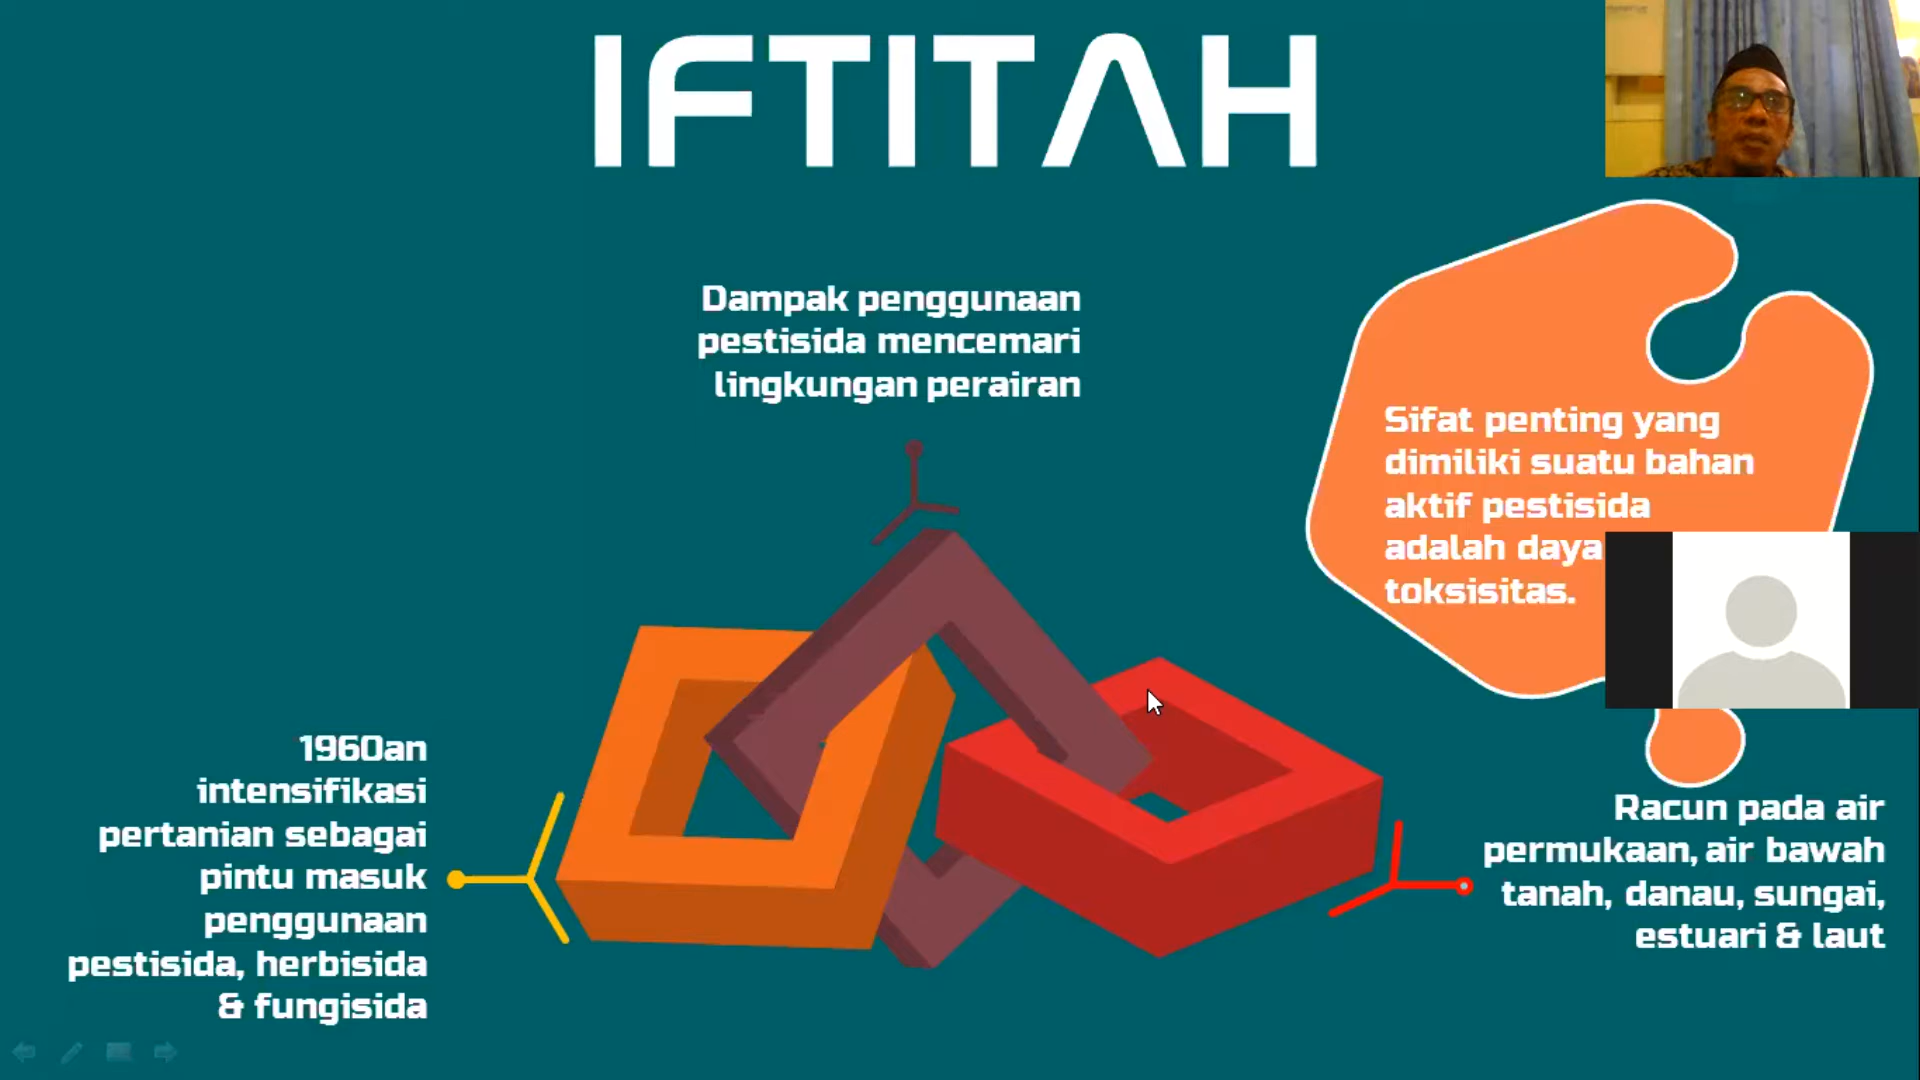 IFTITAH
Dampak penggunaan
pestisida mencemari
lingkungan perairan
Sifat penting yang
dimiliki suatu bahan
aktif pestisida
adalah daya
toksisitas.
1960an
intensifikasi
pertanian sebagai
pintu masuk
penggunaan
pestisida, herbisida
& fungisida
Racun pada air
permukaan, air bawah
tanah, danau, sungai,
estuari & laut